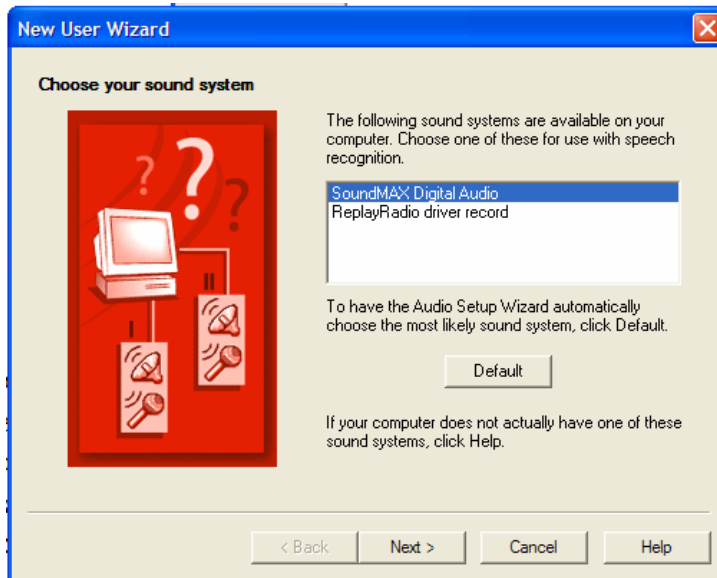 New User Wizard
Choose your sound system
The following sound systems are available on your
computer. Choose one of these for use with speech
recognition.
SoundMAX Digital Audio
ReplayRadio driver record
To have the Audio Setup Wizard automatically
choose the most likely sound system, click Default.
Default
If your computer does not actually have one of these
sound systems, click Help.
? ? ?
I
II
< Back
Next >
Cancel
Help